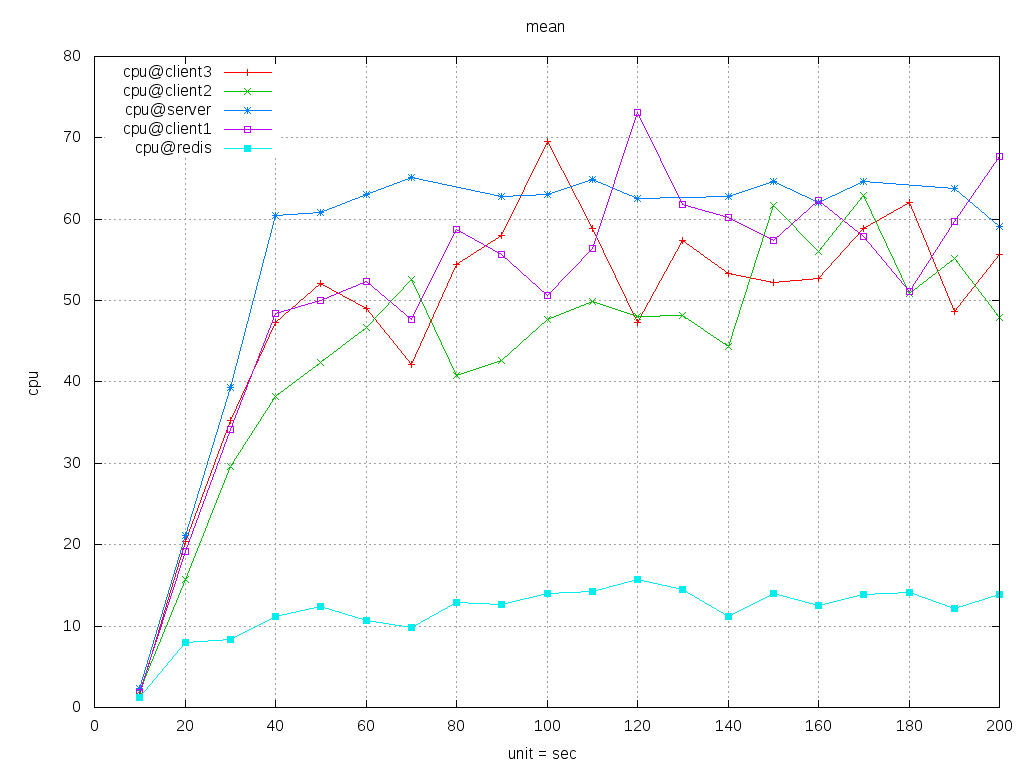 mean
80
70
60
50
40
30
20
10
0
cpu
cpu@client3
cpu@client2
cpu@server
cpu@client1
cpu@redis
0 20 40 60 80 100 120 140 160 180 200
unit = sec